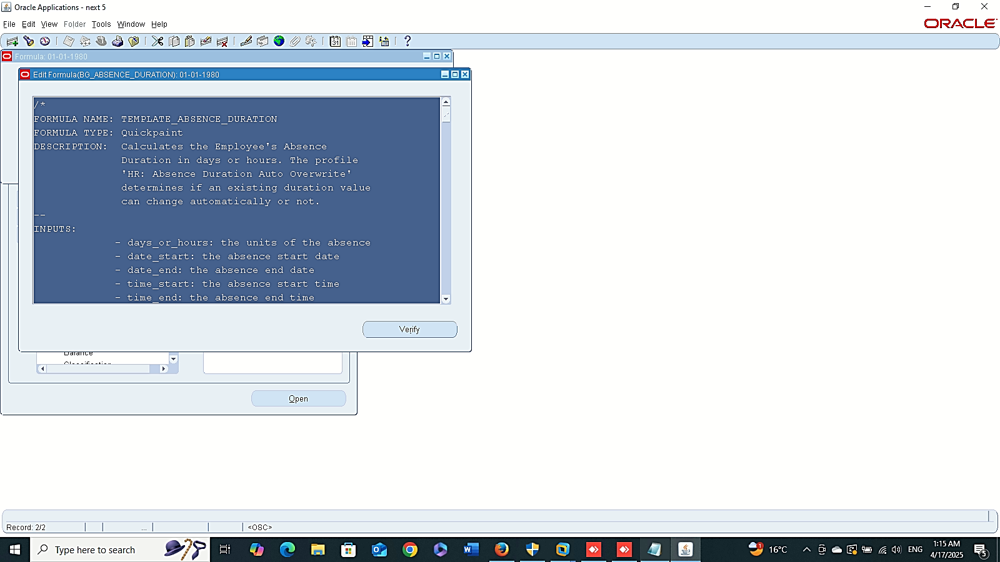 Oracle Applications - next 5
File Edit View Folder Tools Window Help
ORACLE
Formula: 01-01-1980
Edit Formula(BG_ABSENCE_DURATION): 01-01-1980
/*
FORMULA NAME: TEMPLATE_ABSENCE_DURATION
FORMULA TYPE: Quickpaint
DESCRIPTION: Calculates the Employee's Absence
Duration in days or hours. The profile
'HR: Absence Duration Auto Overwrite'
determines if an existing duration value
can change automatically or not.
--
INPUTS:
- days_or_hours: the units of the absence
- date_start: the absence start date
- date_end: the absence end date
- time_start: the absence start time
- time_end: the absence end time
Verify
Balance
Classification
Open
Record: 2/2 ... <OSC>
Type here to search
16°C
ENG
1:15 AM
4/17/2025
5